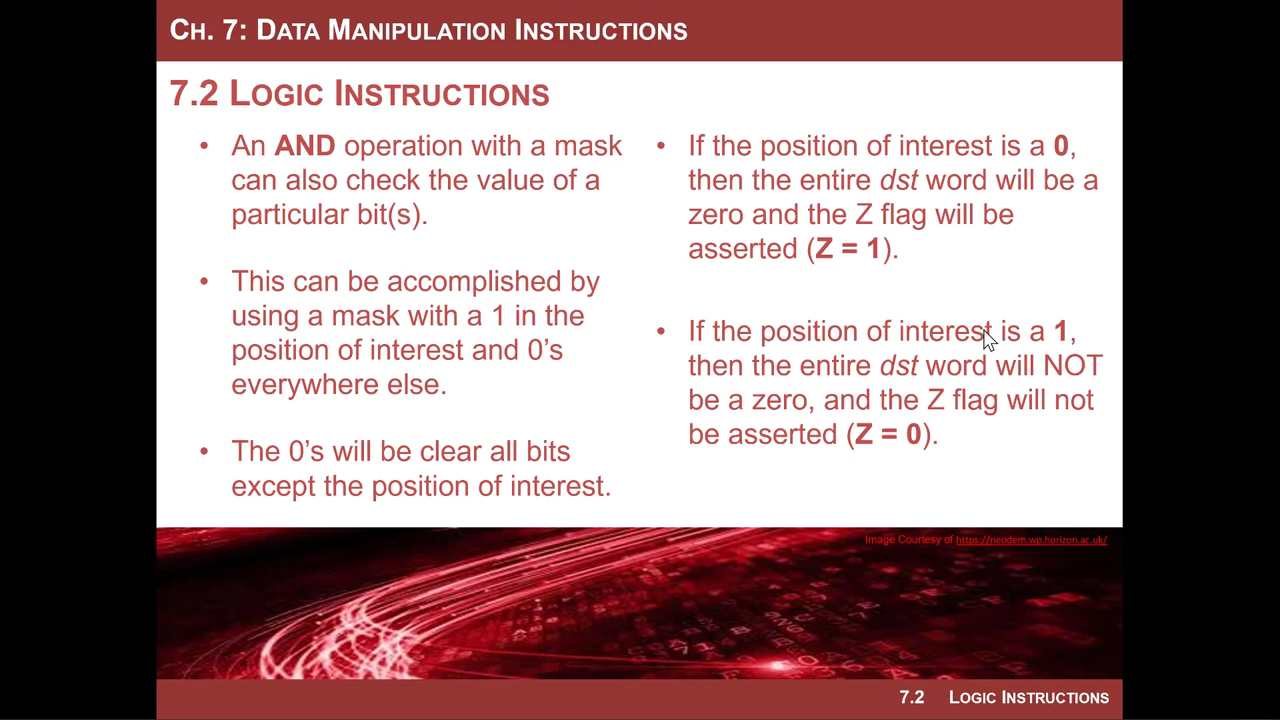 CH. 7: DATA MANIPULATION INSTRUCTIONS
7.2 LOGIC INSTRUCTIONS
• An AND operation with a mask
can also check the value of a
particular bit(s).
• This can be accomplished by
using a mask with a 1 in the
position of interest and 0's
everywhere else.
• The 0's will be clear all bits
except the position of interest.
• If the position of interest is a 0,
then the entire dst word will be a
zero and the Z flag will be
asserted (Z = 1).
• If the position of interest is a 1,
then the entire dst word will NOT
be a zero, and the Z flag will not
be asserted (Z = 0).
Image Courtesy of https://neodem.wp.horizon.ac.uk/
7.2 LOGIC INSTRUCTIONS